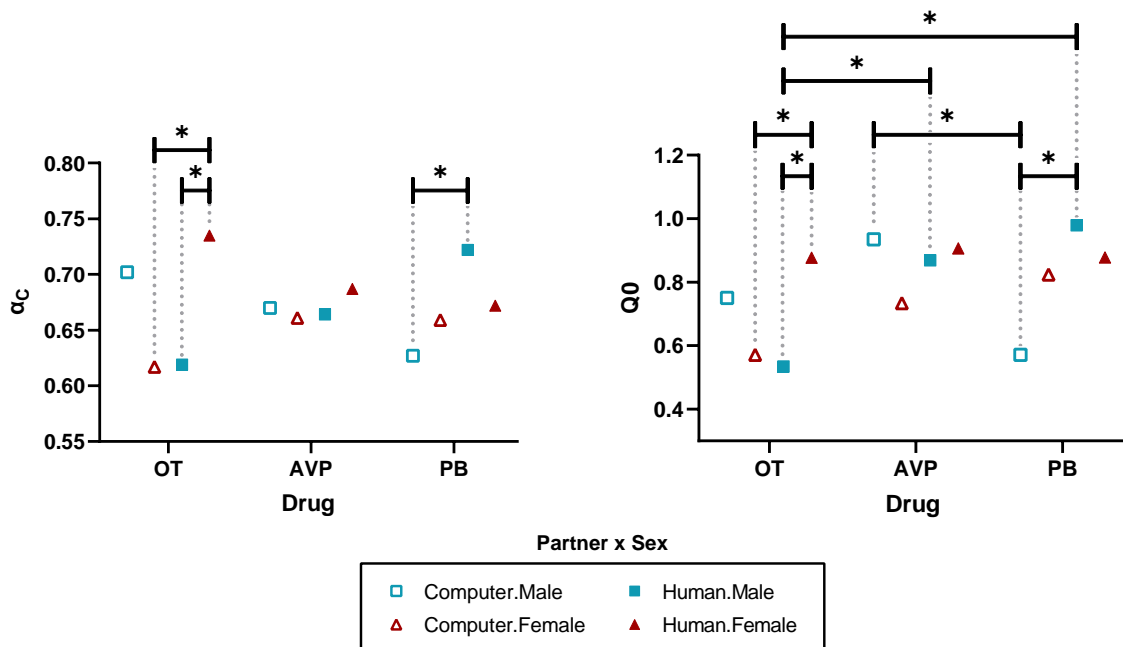 *
*
*
*
*
*
*
*
0.80
0.75
0.70
0.65
0.60
0.55
α_C
OT AVP PB
Drug
1.2
1.0
0.8
0.6
0.4
Q0
OT AVP PB
Drug
Partner x Sex
Computer.Male Human.Male
Computer.Female Human.Female